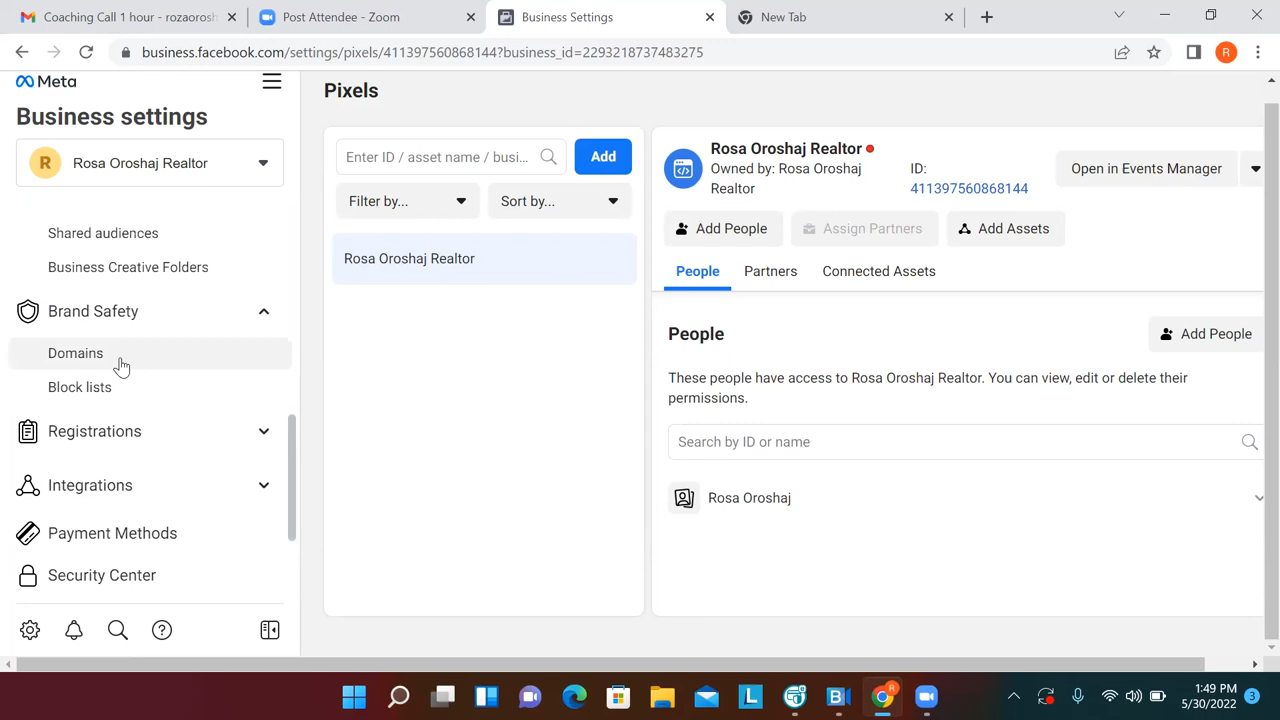 Coaching Call 1 hour - rozaorosh
Post Attendee - Zoom
Business Settings
New Tab
business.facebook.com/settings/pixels/411397560868144?business_id=2293218737483275
R
Meta
Business settings
R
Rosa Oroshaj Realtor
Shared audiences
Business Creative Folders
Brand Safety
Domains
Block lists
Registrations
Integrations
Payment Methods
Security Center
Pixels
Enter ID / asset name / busi...
Add
Filter by...
Sort by...
Rosa Oroshaj Realtor
Rosa Oroshaj Realtor
Owned by: Rosa Oroshaj
Realtor
ID:
411397560868144
Open in Events Manager
Add People
Assign Partners
Add Assets
People
Partners
Connected Assets
People
Add People
These people have access to Rosa Oroshaj Realtor. You can view, edit or delete their
permissions.
Search by ID or name
Rosa Oroshaj
L
B
R
1:49 PM
5/30/2022
3